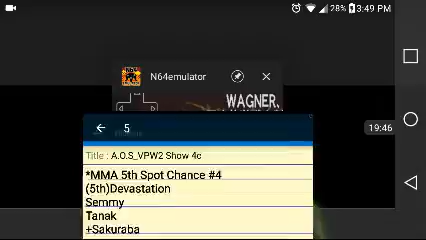 28% 3:49 PM
N64emulator
WAGNER,
19:46
5
Title : A.O.S_VPW2 Show 4c
*MMA 5th Spot Chance #4
(5th)Devastation
Semmy
Tanak
+Sakuraba